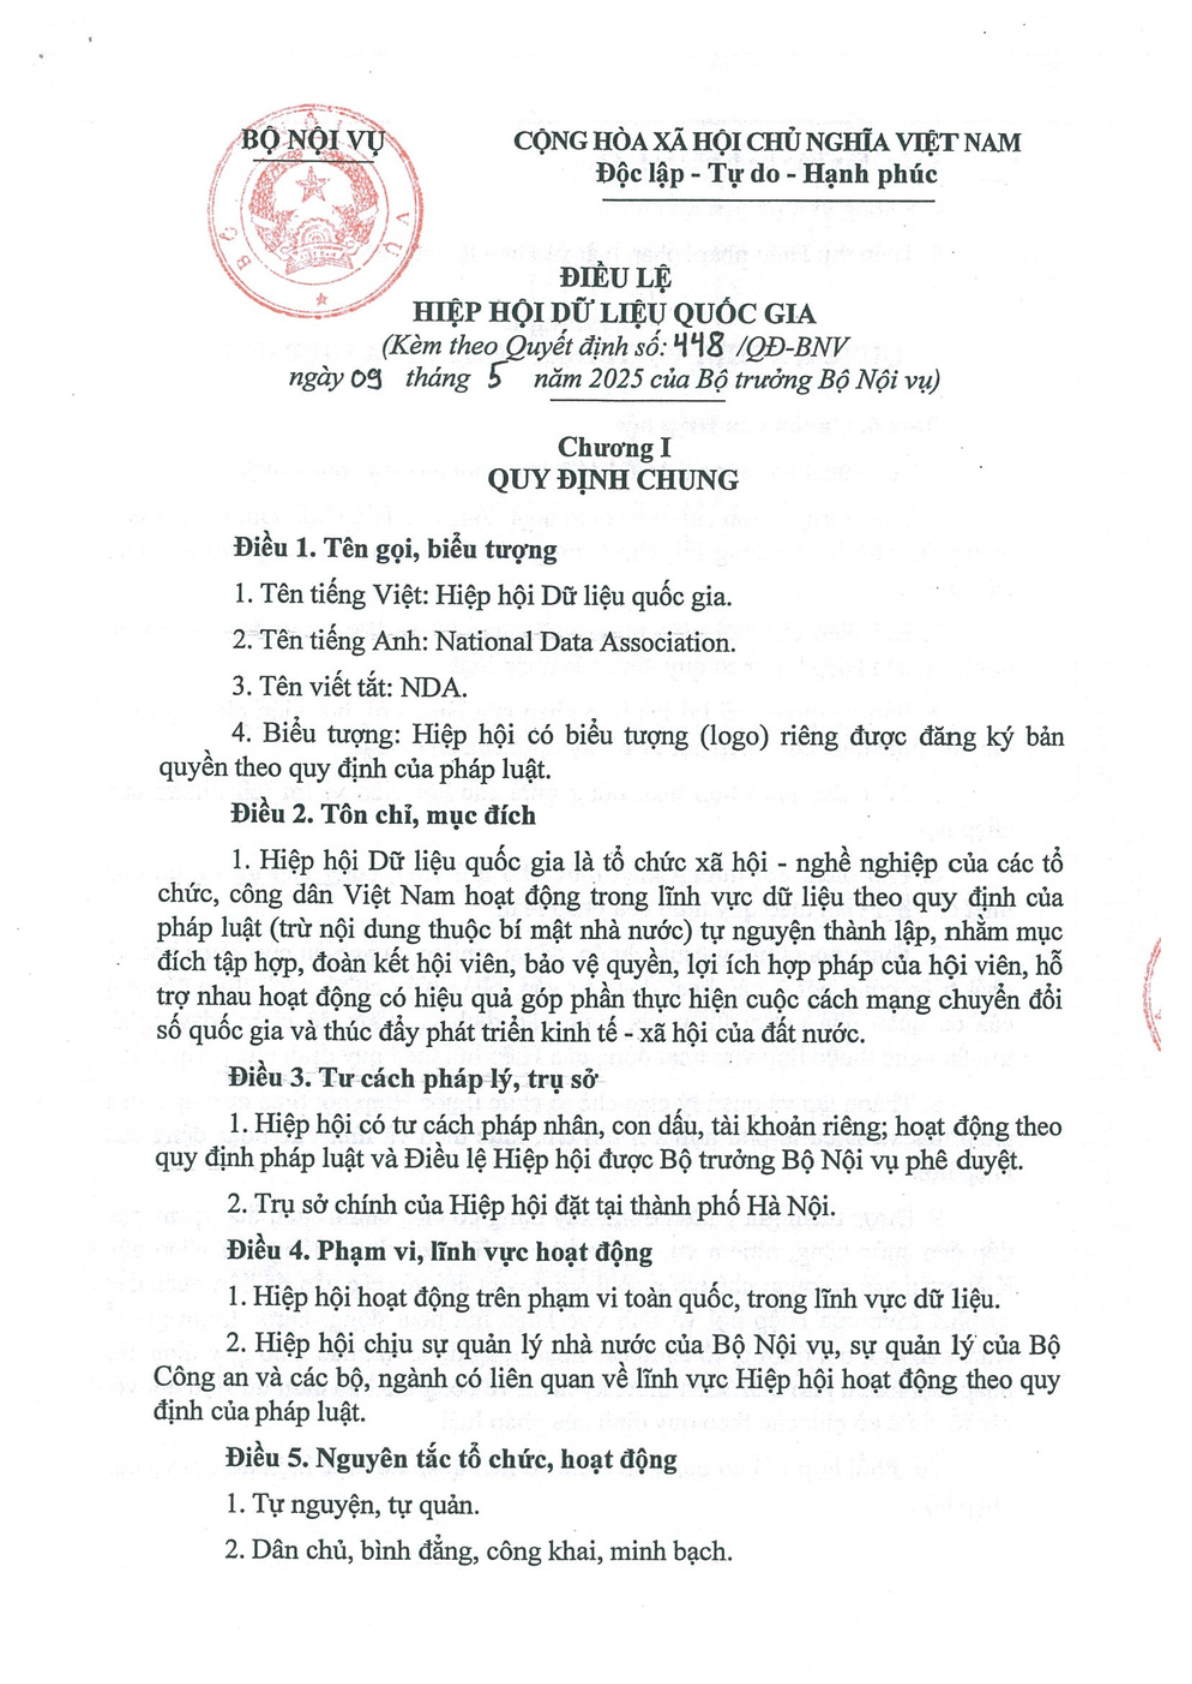 BỘ NỘI VỤ
CỘNG HÒA XÃ HỘI CHỦ NGHĨA VIỆT NAM
Độc lập - Tự do - Hạnh phúc
BỘ NỘI VỤ
ĐIỀU LỆ
HIỆP HỘI DỮ LIỆU QUỐC GIA
(Kèm theo Quyết định số: 448 /QĐ-BNV
ngày 09 tháng 5 năm 2025 của Bộ trưởng Bộ Nội vụ)
Chương I
QUY ĐỊNH CHUNG
Điều 1. Tên gọi, biểu tượng
1. Tên tiếng Việt: Hiệp hội Dữ liệu quốc gia.
2. Tên tiếng Anh: National Data Association.
3. Tên viết tắt: NDA.
4. Biểu tượng: Hiệp hội có biểu tượng (logo) riêng được đăng ký bản
quyền theo quy định của pháp luật.
Điều 2. Tôn chỉ, mục đích
1. Hiệp hội Dữ liệu quốc gia là tổ chức xã hội - nghề nghiệp của các tổ
chức, công dân Việt Nam hoạt động trong lĩnh vực dữ liệu theo quy định của
pháp luật (trừ nội dung thuộc bí mật nhà nước) tự nguyện thành lập, nhằm mục
đích tập hợp, đoàn kết hội viên, bảo vệ quyền, lợi ích hợp pháp của hội viên, hỗ
trợ nhau hoạt động có hiệu quả góp phần thực hiện cuộc cách mạng chuyển đổi
số quốc gia và thúc đẩy phát triển kinh tế - xã hội của đất nước.
Điều 3. Tư cách pháp lý, trụ sở
1. Hiệp hội có tư cách pháp nhân, con dấu, tài khoản riêng; hoạt động theo
quy định pháp luật và Điều lệ Hiệp hội được Bộ trưởng Bộ Nội vụ phê duyệt.
2. Trụ sở chính của Hiệp hội đặt tại thành phố Hà Nội.
Điều 4. Phạm vi, lĩnh vực hoạt động
1. Hiệp hội hoạt động trên phạm vi toàn quốc, trong lĩnh vực dữ liệu.
2. Hiệp hội chịu sự quản lý nhà nước của Bộ Nội vụ, sự quản lý của Bộ
Công an và các bộ, ngành có liên quan về lĩnh vực Hiệp hội hoạt động theo quy
định của pháp luật.
Điều 5. Nguyên tắc tổ chức, hoạt động
1. Tự nguyện, tự quản.
2. Dân chủ, bình đẳng, công khai, minh bạch.